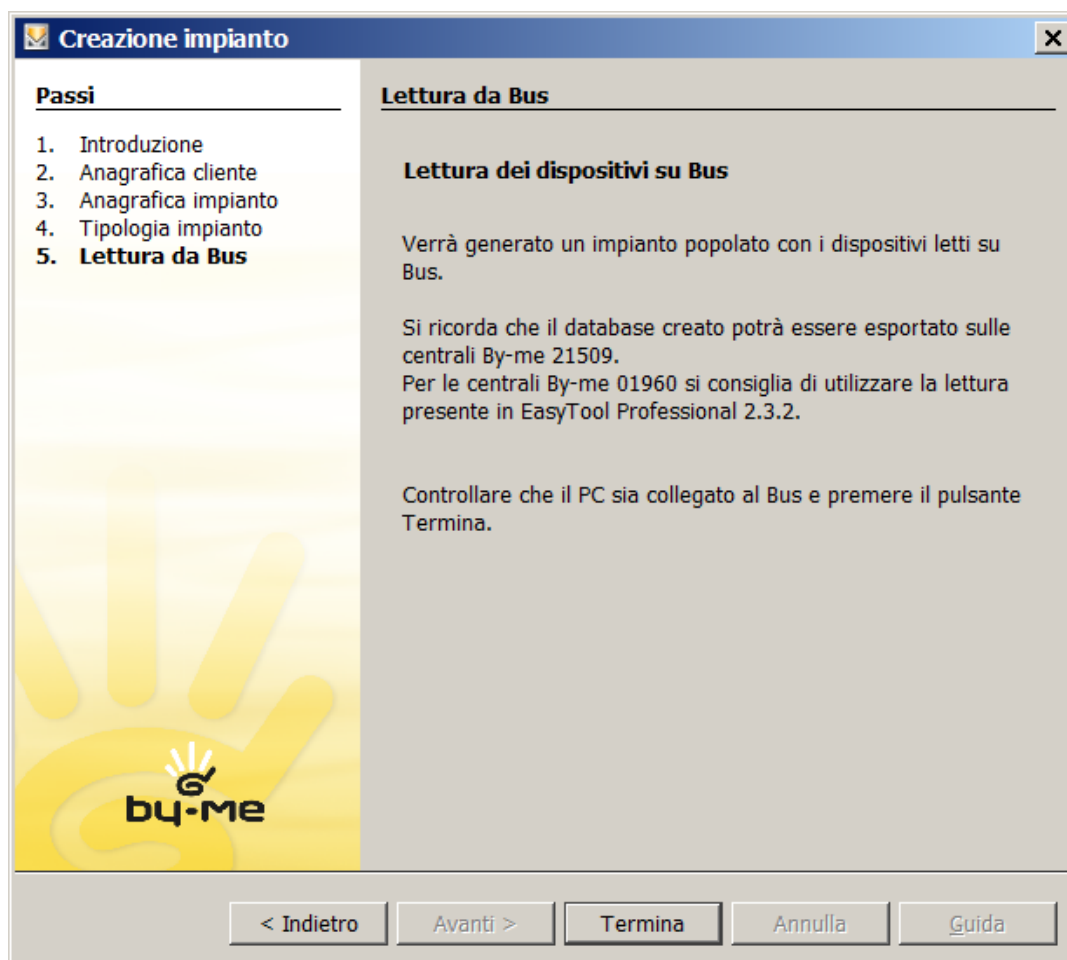 Creazione impianto
Passi
1. Introduzione
2. Anagrafica cliente
3. Anagrafica impianto
4. Tipologia impianto
5. Lettura da Bus
by-me
Lettura da Bus
Lettura dei dispositivi su Bus
Verrà generato un impianto popolato con i dispositivi letti su
Bus.
Si ricorda che il database creato potrà essere esportato sulle
centrali By-me 21509.
Per le centrali By-me 01960 si consiglia di utilizzare la lettura
presente in EasyTool Professional 2.3.2.
Controllare che il PC sia collegato al Bus e premere il pulsante
Termina.
< Indietro
Avanti >
Termina
Annulla
Guida